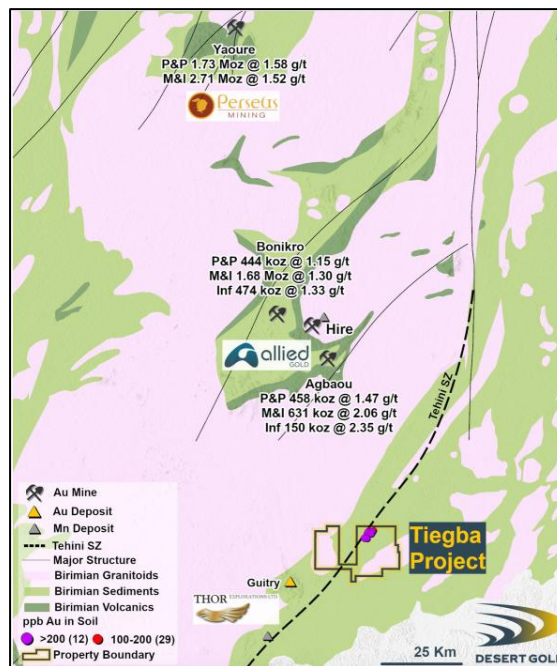 Yaoure
P&P 1.73 Moz @ 1.58 g/t
M&I 2.71 Moz @ 1.52 g/t
Perseus
MINING
Bonikro
P&P 444 koz @ 1.15 g/t
M&I 1.68 Moz @ 1.30 g/t
Inf 474 koz @ 1.33 g/t
Hire
allied
GOLD
Agbaou
P&P 458 koz @ 1.47 g/t
M&I 631 koz @ 2.06 g/t
Inf 150 koz @ 2.35 g/t
Tehini SZ
Tiegba
Project
Guitry
THOR EXPLORATIONS LTD
Au Mine
Au Deposit
Mn Deposit
Tehini SZ
Major Structure
Birimian Granitoids
Birimian Sediments
Birimian Volcanics
ppb Au in Soil
>200 (12) 100-200 (29)
Property Boundary
25 Km
DESERT GOLD